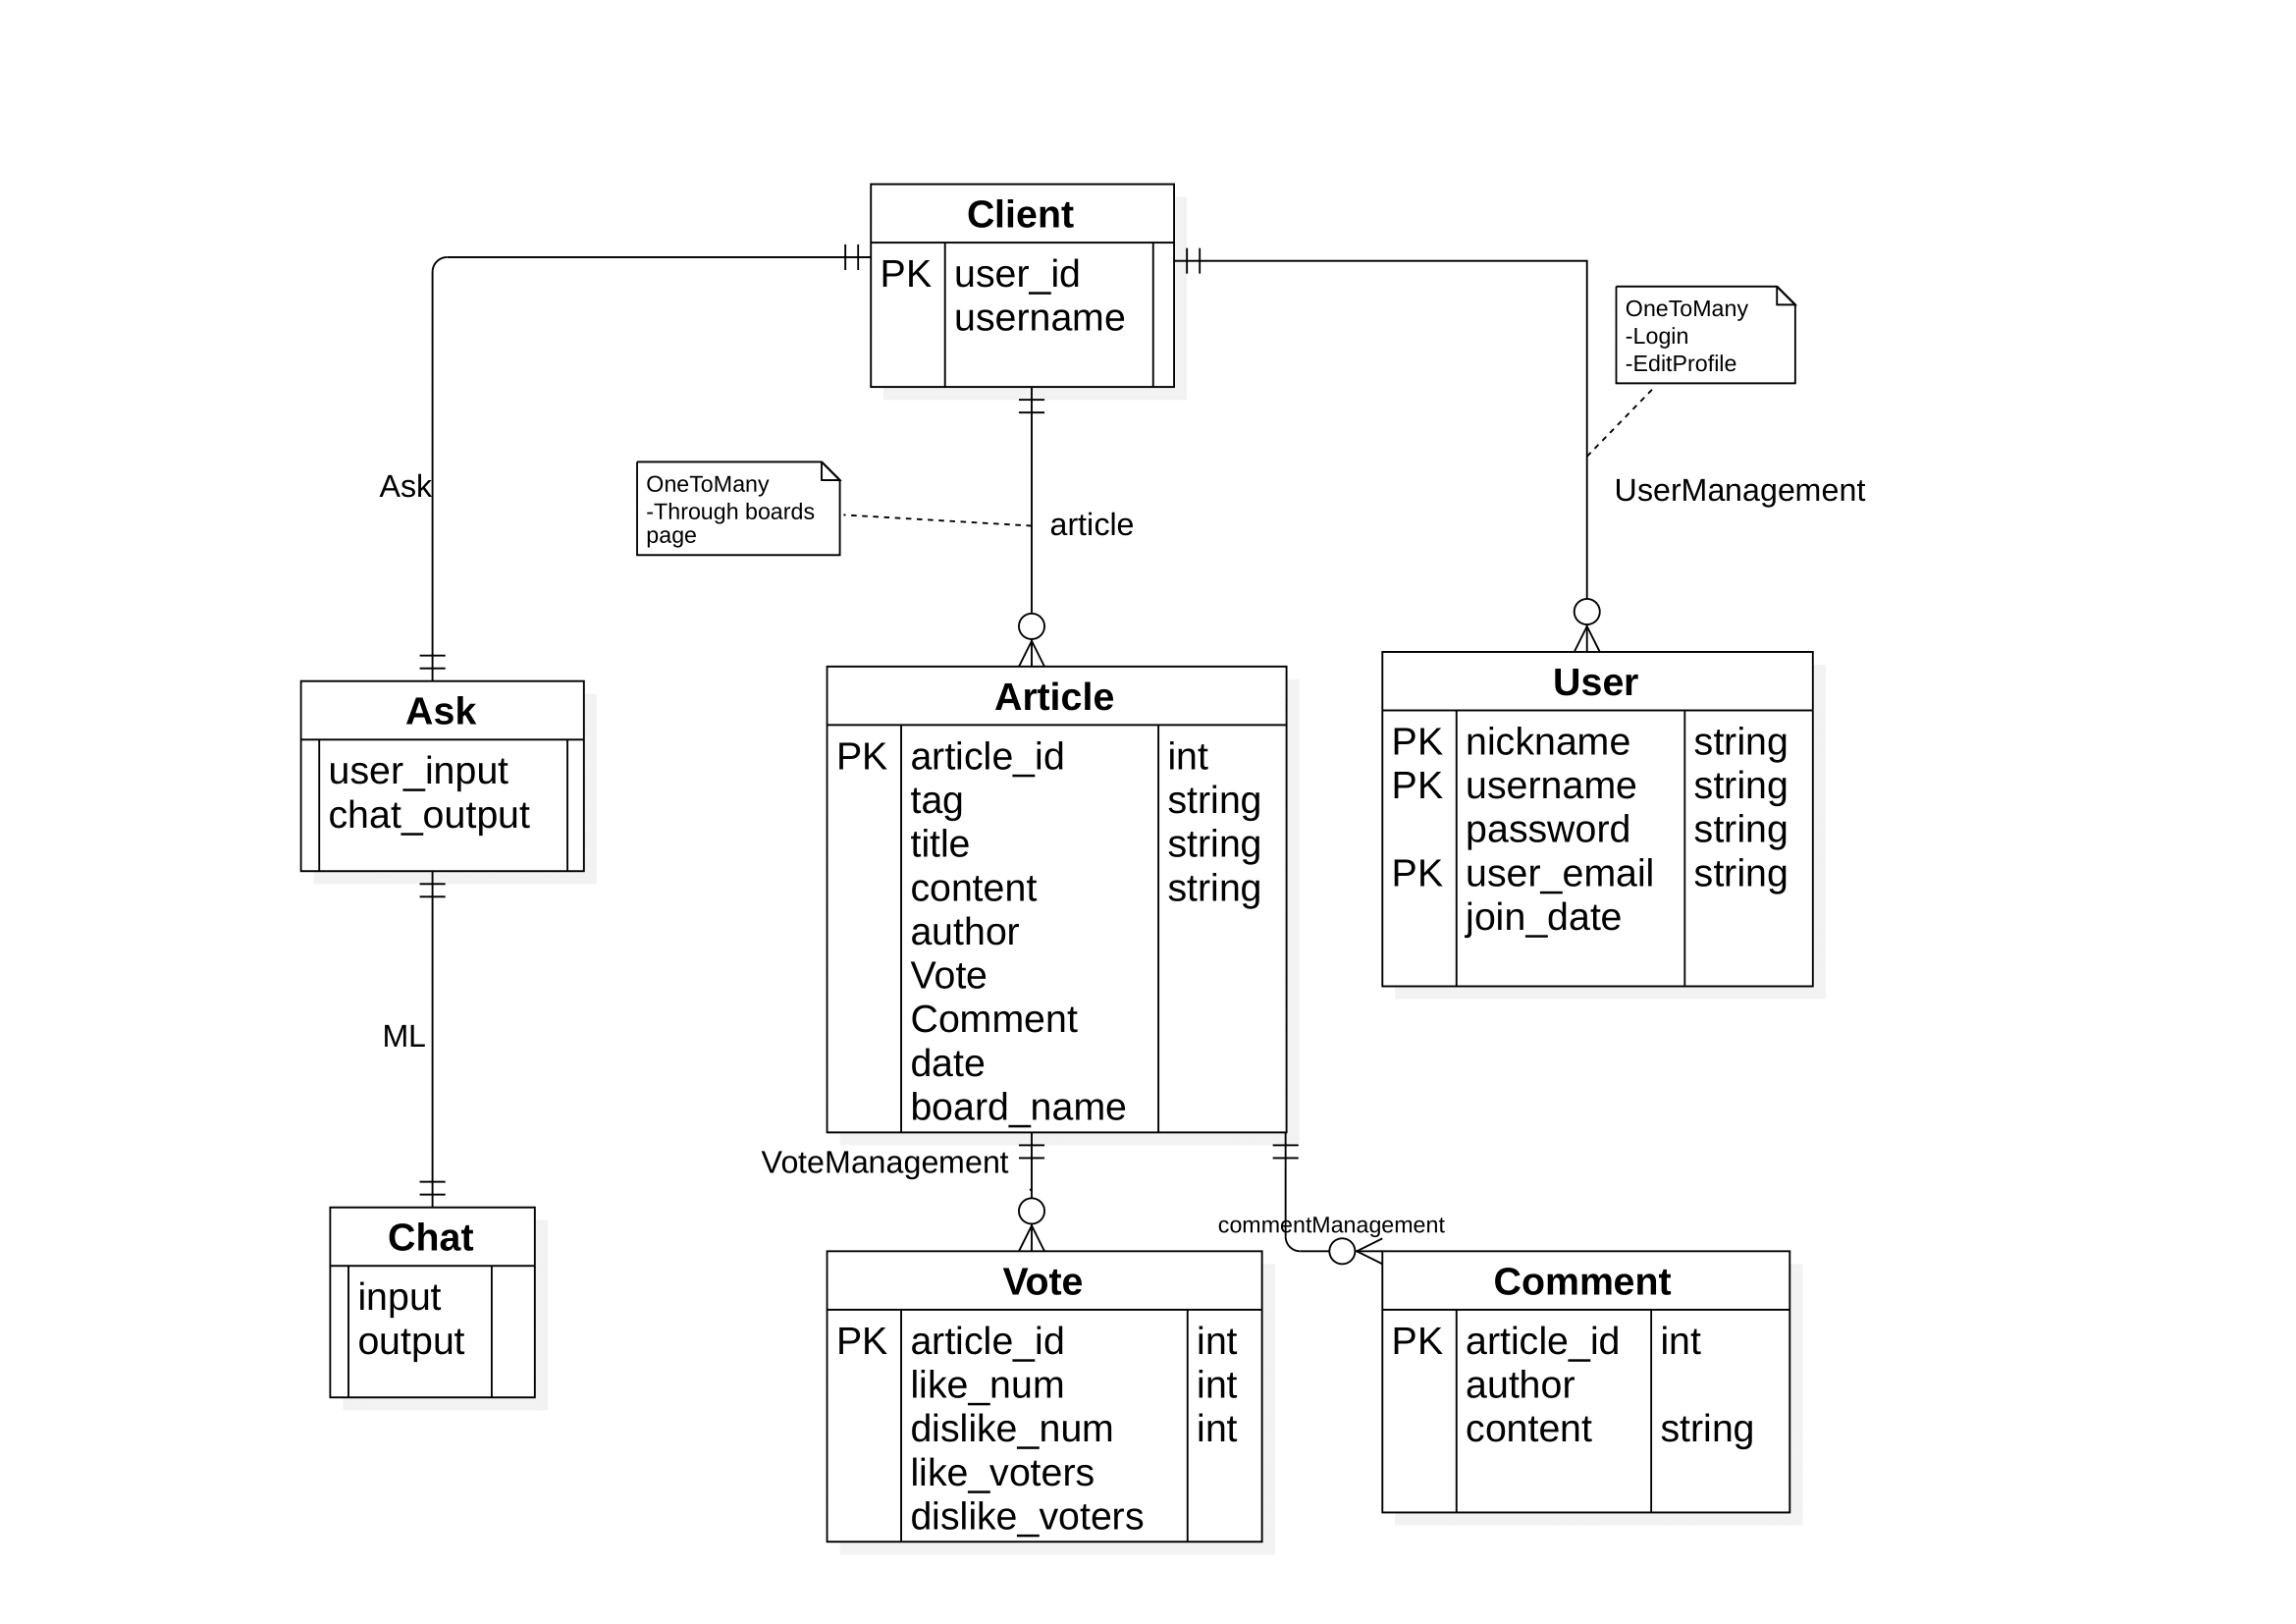 Client
PK user_id
username
OneToMany
-Login
-EditProfile
Ask
UserManagement
OneToMany
-Through boards
page
article
Ask
user_input
chat_output
Article
PK article_id int
tag string
title string
content string
author
Vote
Comment
date
board_name
User
PK nickname string
PK username string
password string
PK user_email string
join_date
ML
VoteManagement
commentManagement
Chat
input
output
Vote
PK article_id int
like_num int
dislike_num int
like_voters
dislike_voters
Comment
PK article_id int
author
content string